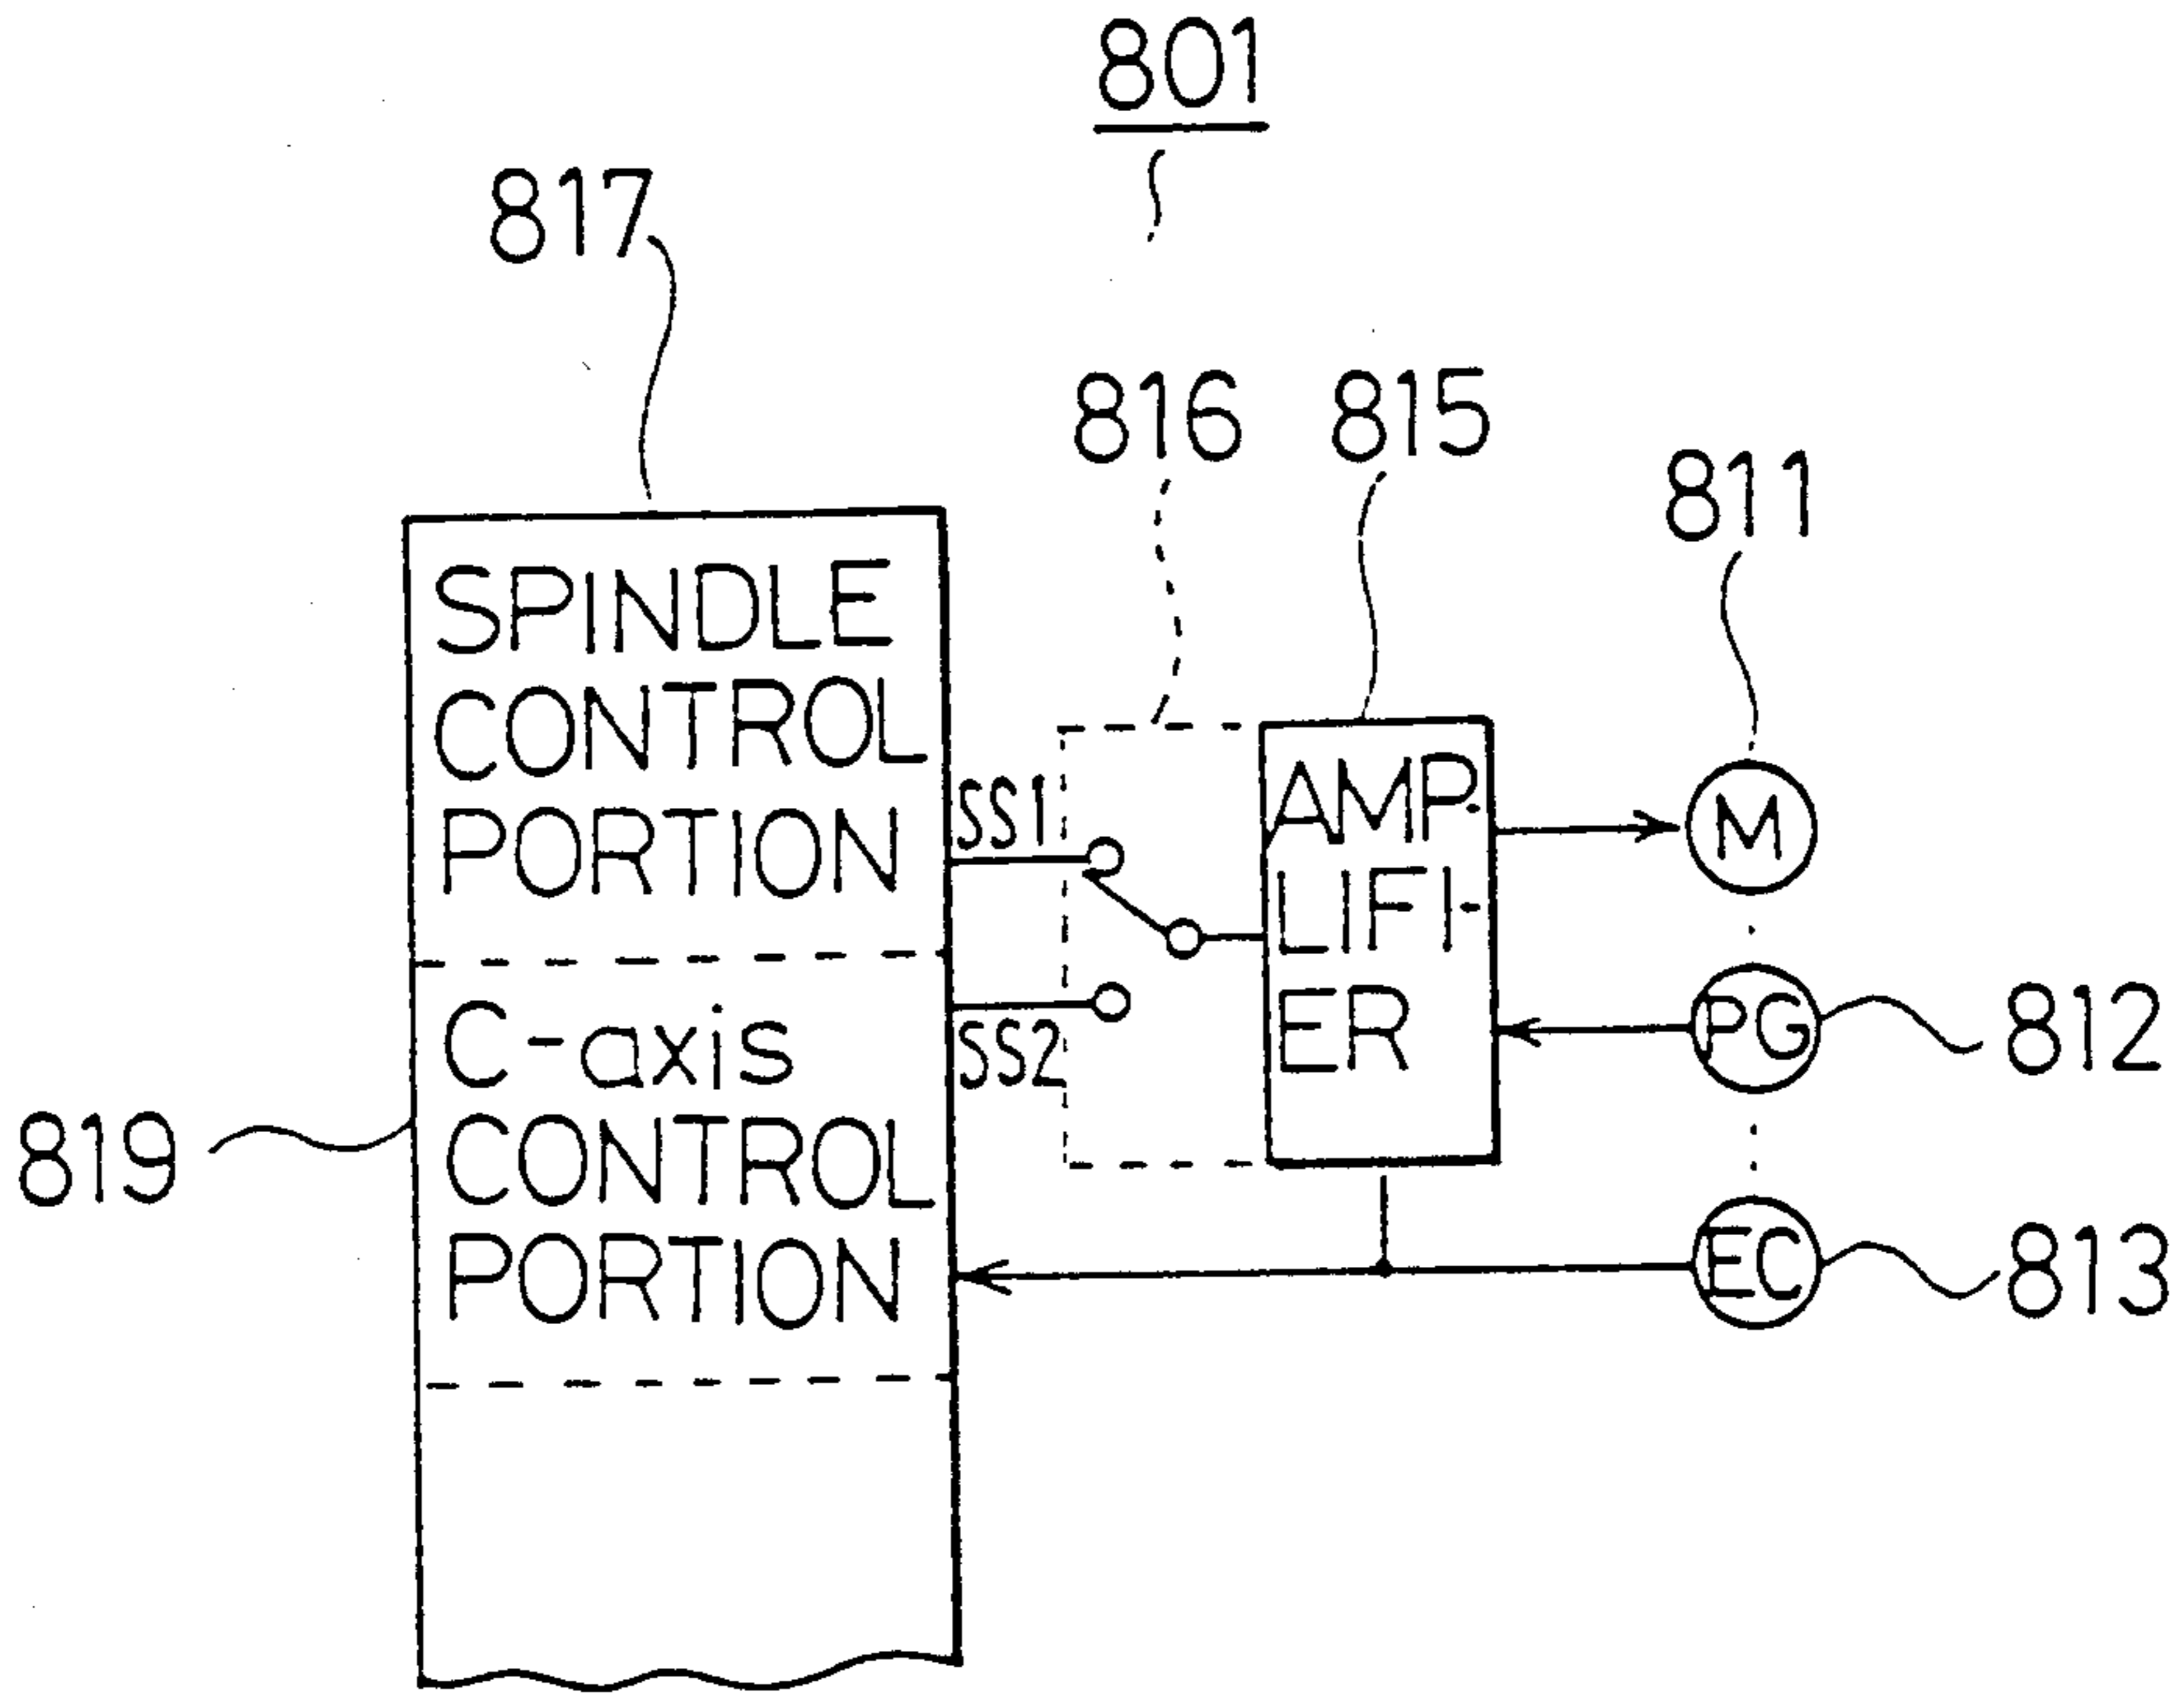 801
817
816
815
811
SPINDLE
CONTROL
PORTION
SS1
AMP-
LIFI-
ER
M
C-axis
CONTROL
PORTION
SS2
PG
812
819
EC
813